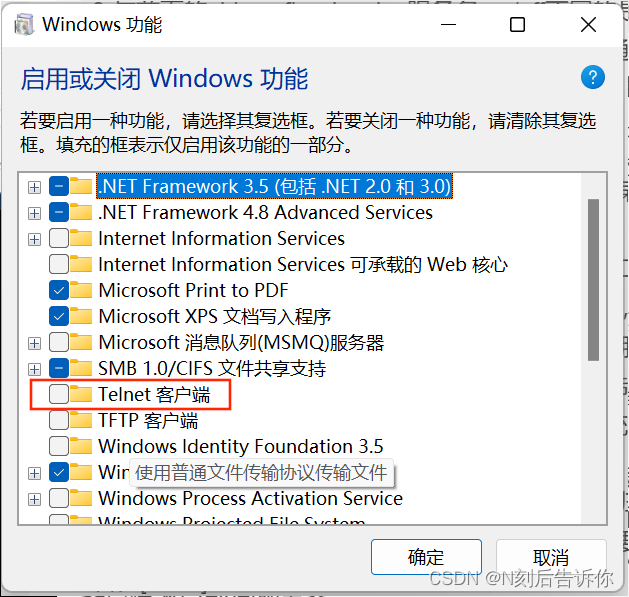 Windows 功能
启用或关闭 Windows 功能
若要启用一种功能，请选择其复选框。若要关闭一种功能，请清除其复选
框。填充的框表示仅启用该功能的一部分。
.NET Framework 3.5 (包括 .NET 2.0 和 3.0)
.NET Framework 4.8 Advanced Services
Internet Information Services
Internet Information Services 可承载的 Web 核心
Microsoft Print to PDF
Microsoft XPS 文档写入程序
Microsoft 消息队列(MSMQ)服务器
SMB 1.0/CIFS 文件共享支持
Telnet 客户端
TFTP 客户端
Windows Identity Foundation 3.5
Win
使用普通文件传输协议传输文件
Windows Process Activation Service
Windows Projected File System
确定
取消
CSDN @N刻后告诉你